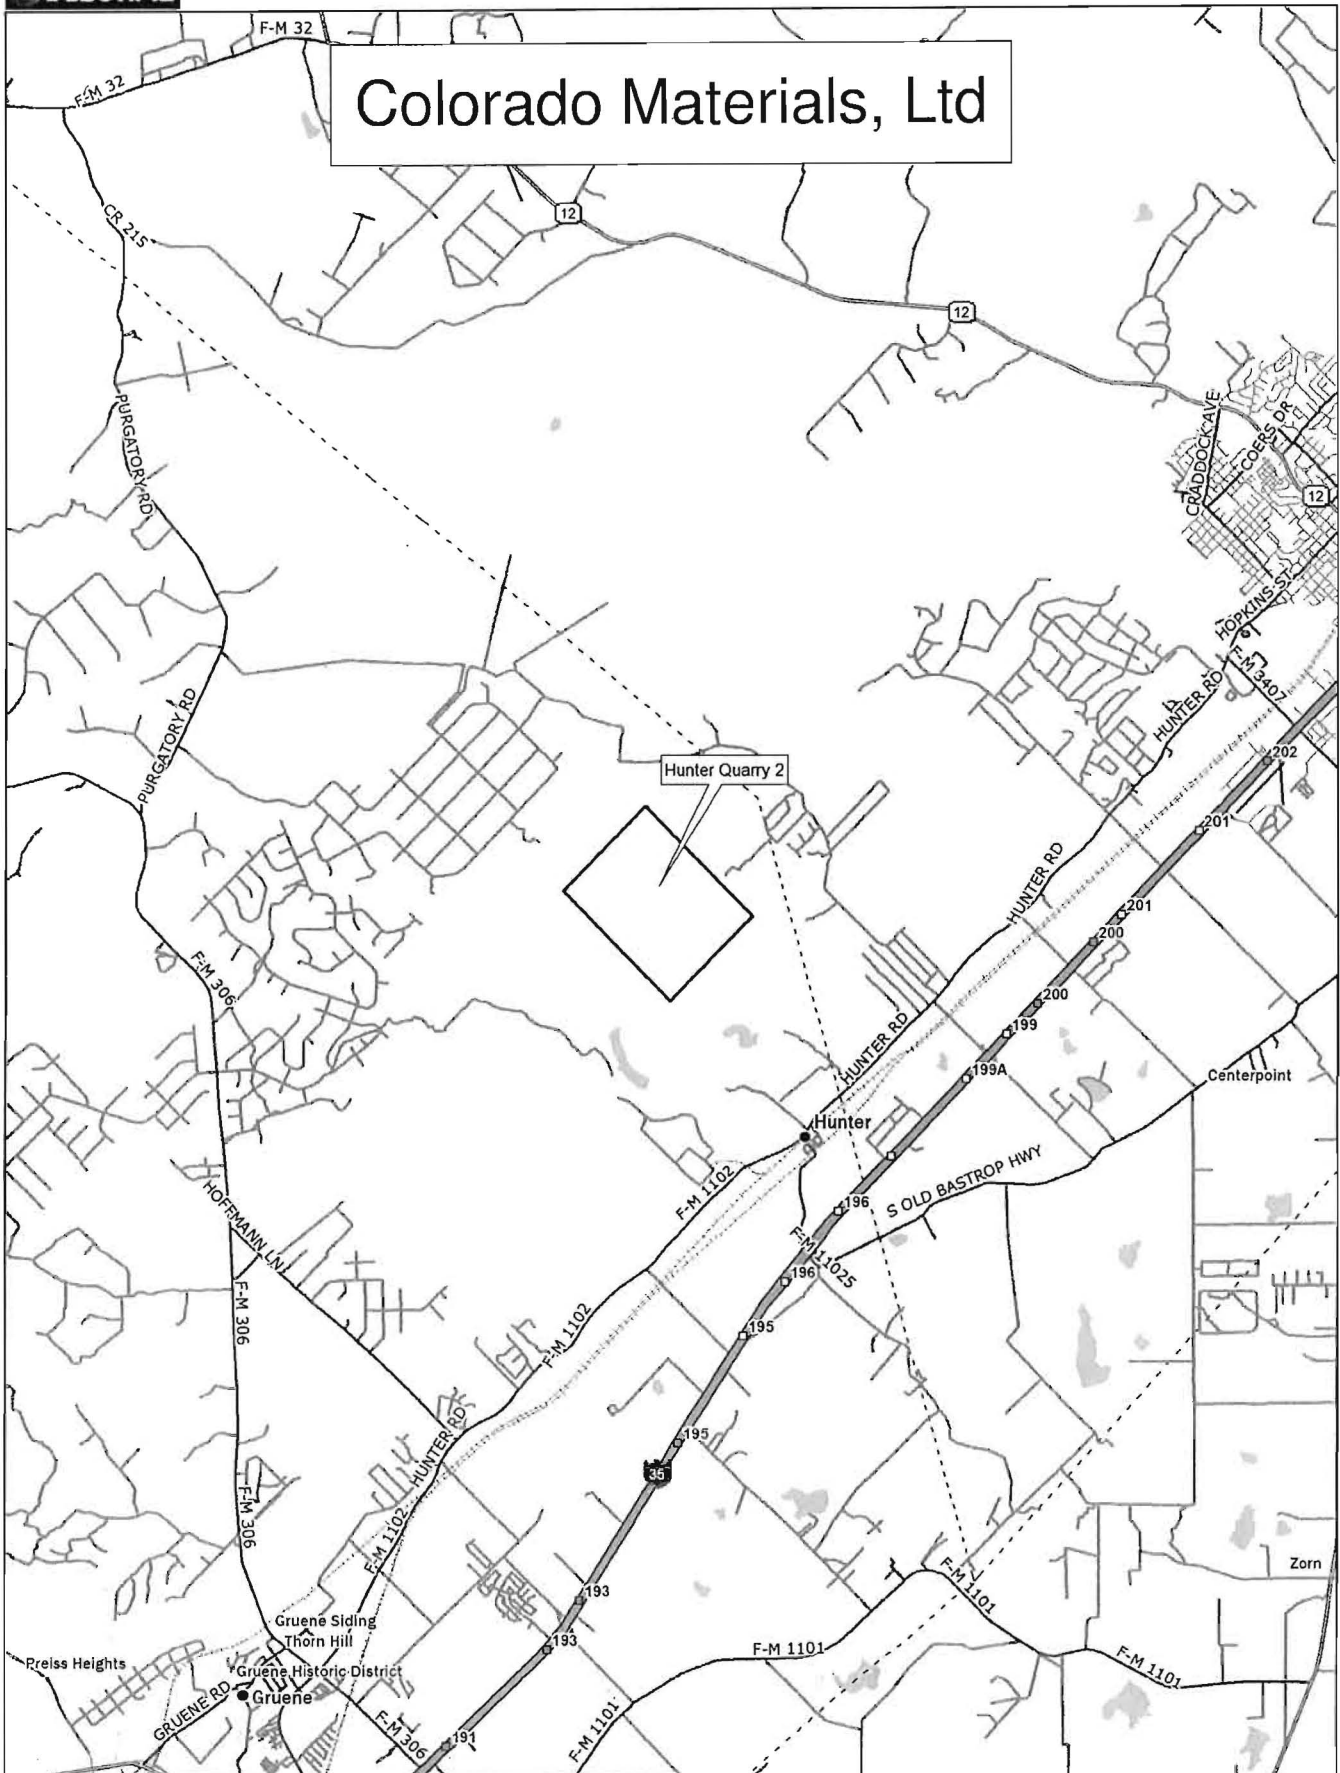 F-M 32
F-M 32
Colorado Materials, Ltd
12
CR 215
12
PURGATORY RD
CRADDOCK AVE
COERS DR
12
HOPKINS ST
F-M 3407
HUNTER RD
PURGATORY RD
202
Hunter Quarry 2
201
HUNTER RD
201
200
F-M 306
200
199
HUNTER RD
199A
Centerpoint
Hunter
S OLD BASTROP HWY
F-M 1102
HOFFMANN LN
196
F-M 11025
196
F-M 306
195
F-M 1102
HUNTER RD
195
35
F-M 306
F-M 1102
Zorn
F-M 1101
193
Gruene Siding
Thorn Hill
193
F-M 1101
F-M 1101
Preiss Heights
Gruene Historic District
Gruene
GRUENE RD
F-M 306
F-M 1101
191